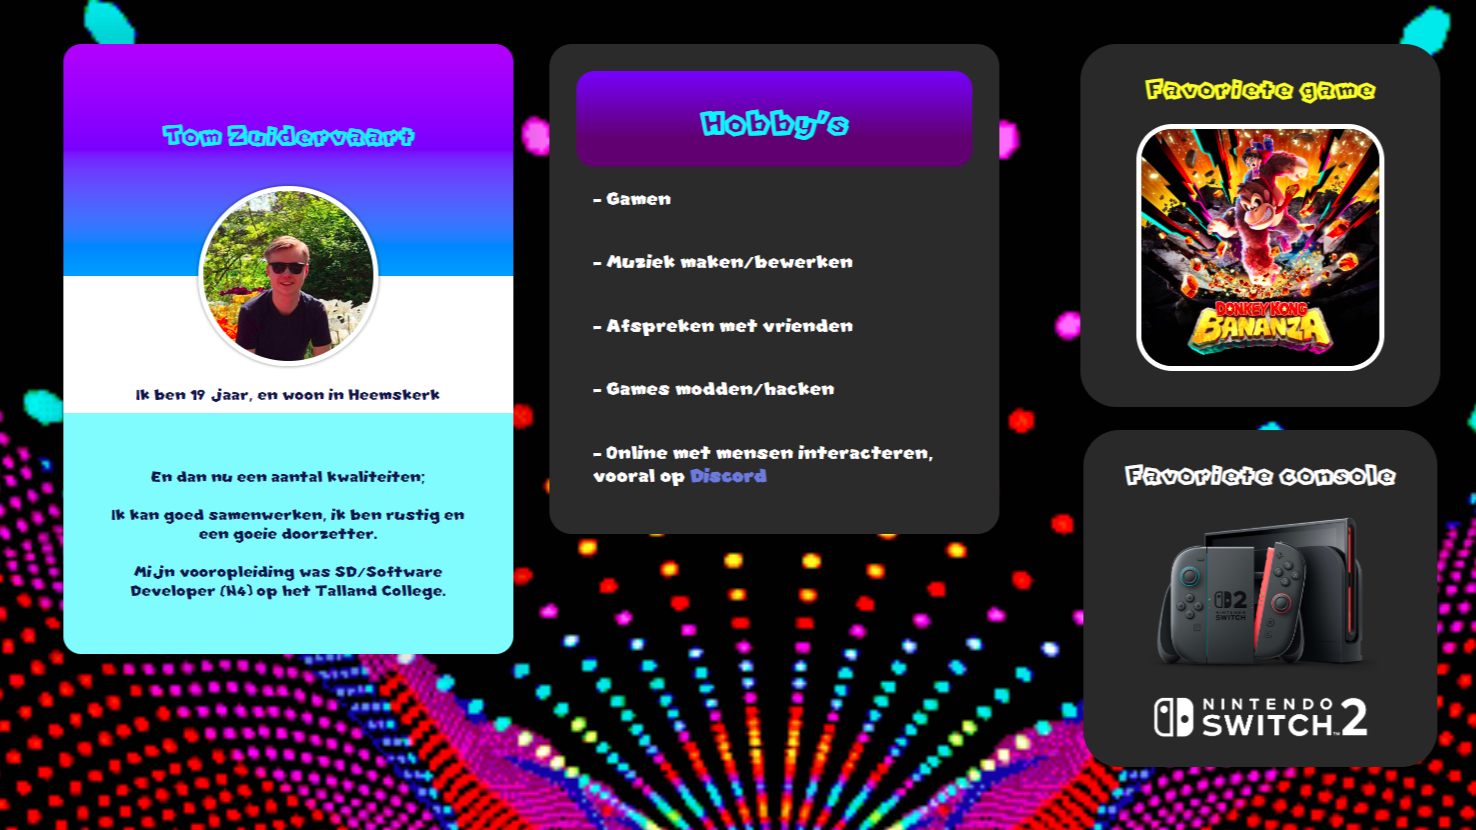 Tom Zuidervaart
Ik ben 19 jaar, en woon in Heemskerk
En dan nu een aantal kwaliteiten;
Ik kan goed samenwerken, ik ben rustig en
een goeie doorzetter.
Mijn vooropleiding was SD/Software
Developer (N4) op het Talland College.
Hobby's
- Gamen
- Muziek maken/bewerken
- Afspreken met vrienden
- Games modden/hacken
- Online met mensen interacteren,
vooral op Discord
Favoriete game
DONKEY KONG
BANANZA
Favoriete console
2
NINTENDO
SWITCH
NINTENDO
SWITCH 2